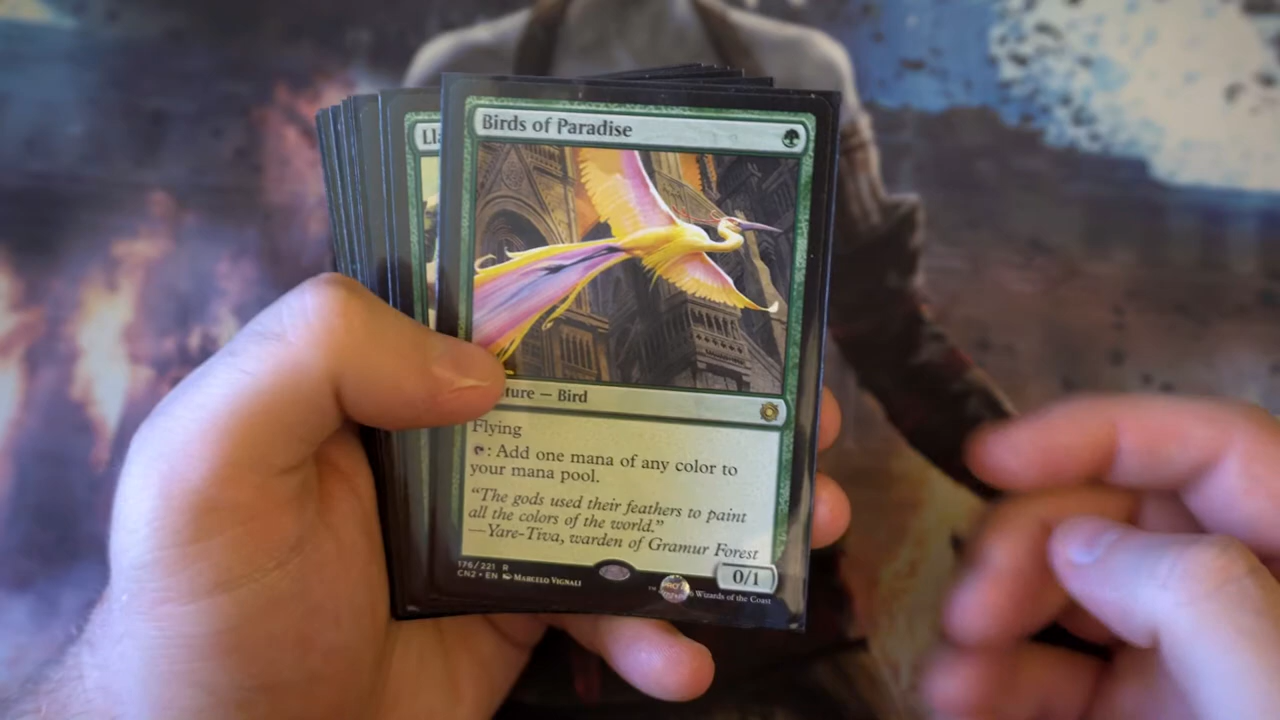 Birds of Paradise
Ll
ture — Bird
Flying
: Add one mana of any color to
your mana pool.
“The gods used their feathers to paint
all the colors of the world.”
—Yare-Tiva, warden of Gramur Forest
0/1
176/221 R
CN2 • EN Marcelo Vignali
Wizards of the Coast